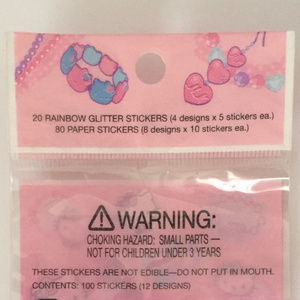 20 RAINBOW GLITTER STICKERS (4 designs x 5 stickers ea.)
80 PAPER STICKERS (8 designs x 10 stickers ea.)
WARNING:
CHOKING HAZARD: SMALL PARTS —
NOT FOR CHILDREN UNDER 3 YEARS
THESE STICKERS ARE NOT EDIBLE—DO NOT PUT IN MOUTH.
CONTENTS: 100 STICKERS (12 DESIGNS)